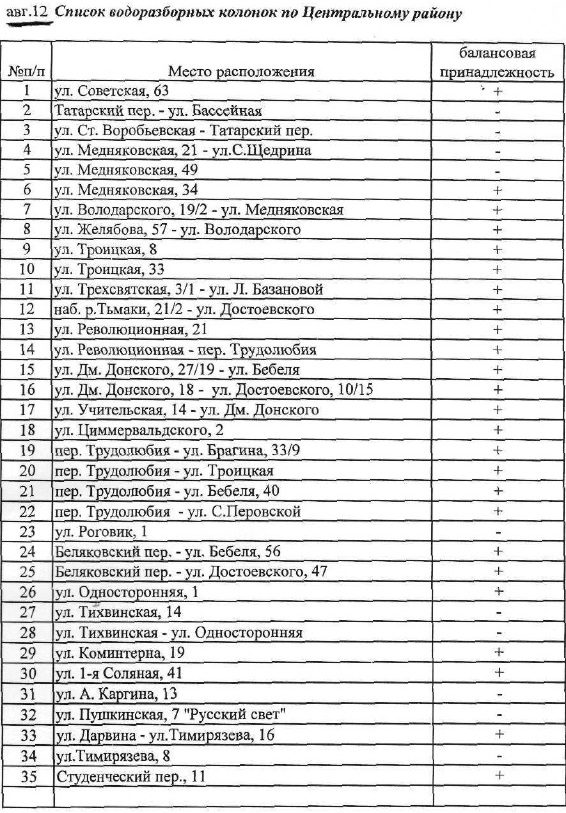 авг.12 Список водоразборных колонок по Центральному району
№п/п Место расположения балансовая принадлежность
1 ул. Советская, 63 +
2 Татарский пер. - ул. Бассейная -
3 ул. Ст. Воробьевская - Татарский пер. -
4 ул. Медняковская, 21 - ул.С.Щедрина -
5 ул. Медняковская, 49 -
6 ул. Медняковская, 34 +
7 ул. Володарского, 19/2 - ул. Медняковская +
8 ул. Желябова, 57 - ул. Володарского +
9 ул. Троицкая, 8 +
10 ул. Троицкая, 33 +
11 ул. Трехсвятская, 3/1 - ул. Л. Базановой +
12 наб. р.Тьмаки, 21/2 - ул. Достоевского +
13 ул. Революционная, 21 +
14 ул. Революционная - пер. Трудолюбия +
15 ул. Дм. Донского, 27/19 - ул. Бебеля +
16 ул. Дм. Донского, 18 - ул. Достоевского, 10/15 +
17 ул. Учительская, 14 - ул. Дм. Донского +
18 ул. Циммервальдского, 2 +
19 пер. Трудолюбия - ул. Брагина, 33/9 +
20 пер. Трудолюбия - ул. Троицкая +
21 пер. Трудолюбия - ул. Бебеля, 40 +
22 пер. Трудолюбия - ул. С.Перовской +
23 ул. Роговик, 1 -
24 Беляковский пер. - ул. Бебеля, 56 +
25 Беляковский пер. - ул. Достоевского, 47 +
26 ул. Односторонняя, 1 +
27 ул. Тихвинская, 14 -
28 ул. Тихвинская - ул. Односторонняя -
29 ул. Коминтерна, 19 +
30 ул. 1-я Соляная, 41 +
31 ул. А. Каргина, 13 -
32 ул. Пушкинская, 7 "Русский свет" -
33 ул. Дарвина - ул.Тимирязева, 16 +
34 ул.Тимирязева, 8 -
35 Студенческий пер., 11 +